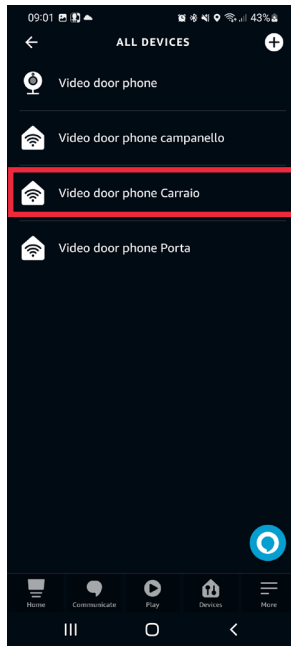 09:01 43%
ALL DEVICES
Video door phone
Video door phone campanello
Video door phone Carraio
Video door phone Porta
Home Communicate Play Devices More